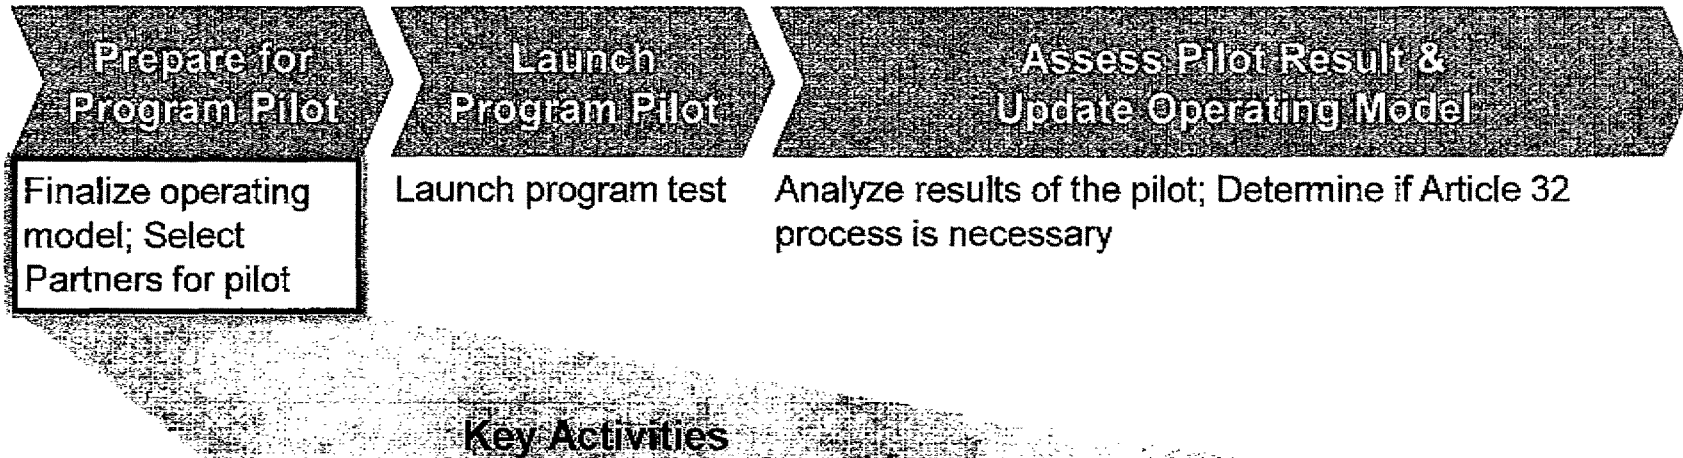 Prepare for
Program Pilot
Launch
Program Pilot
Assess Pilot Result &
Update Operating Model
Finalize operating
model; Select
Partners for pilot
Launch program test
Analyze results of the pilot; Determine if Article 32
process is necessary
Key Activities